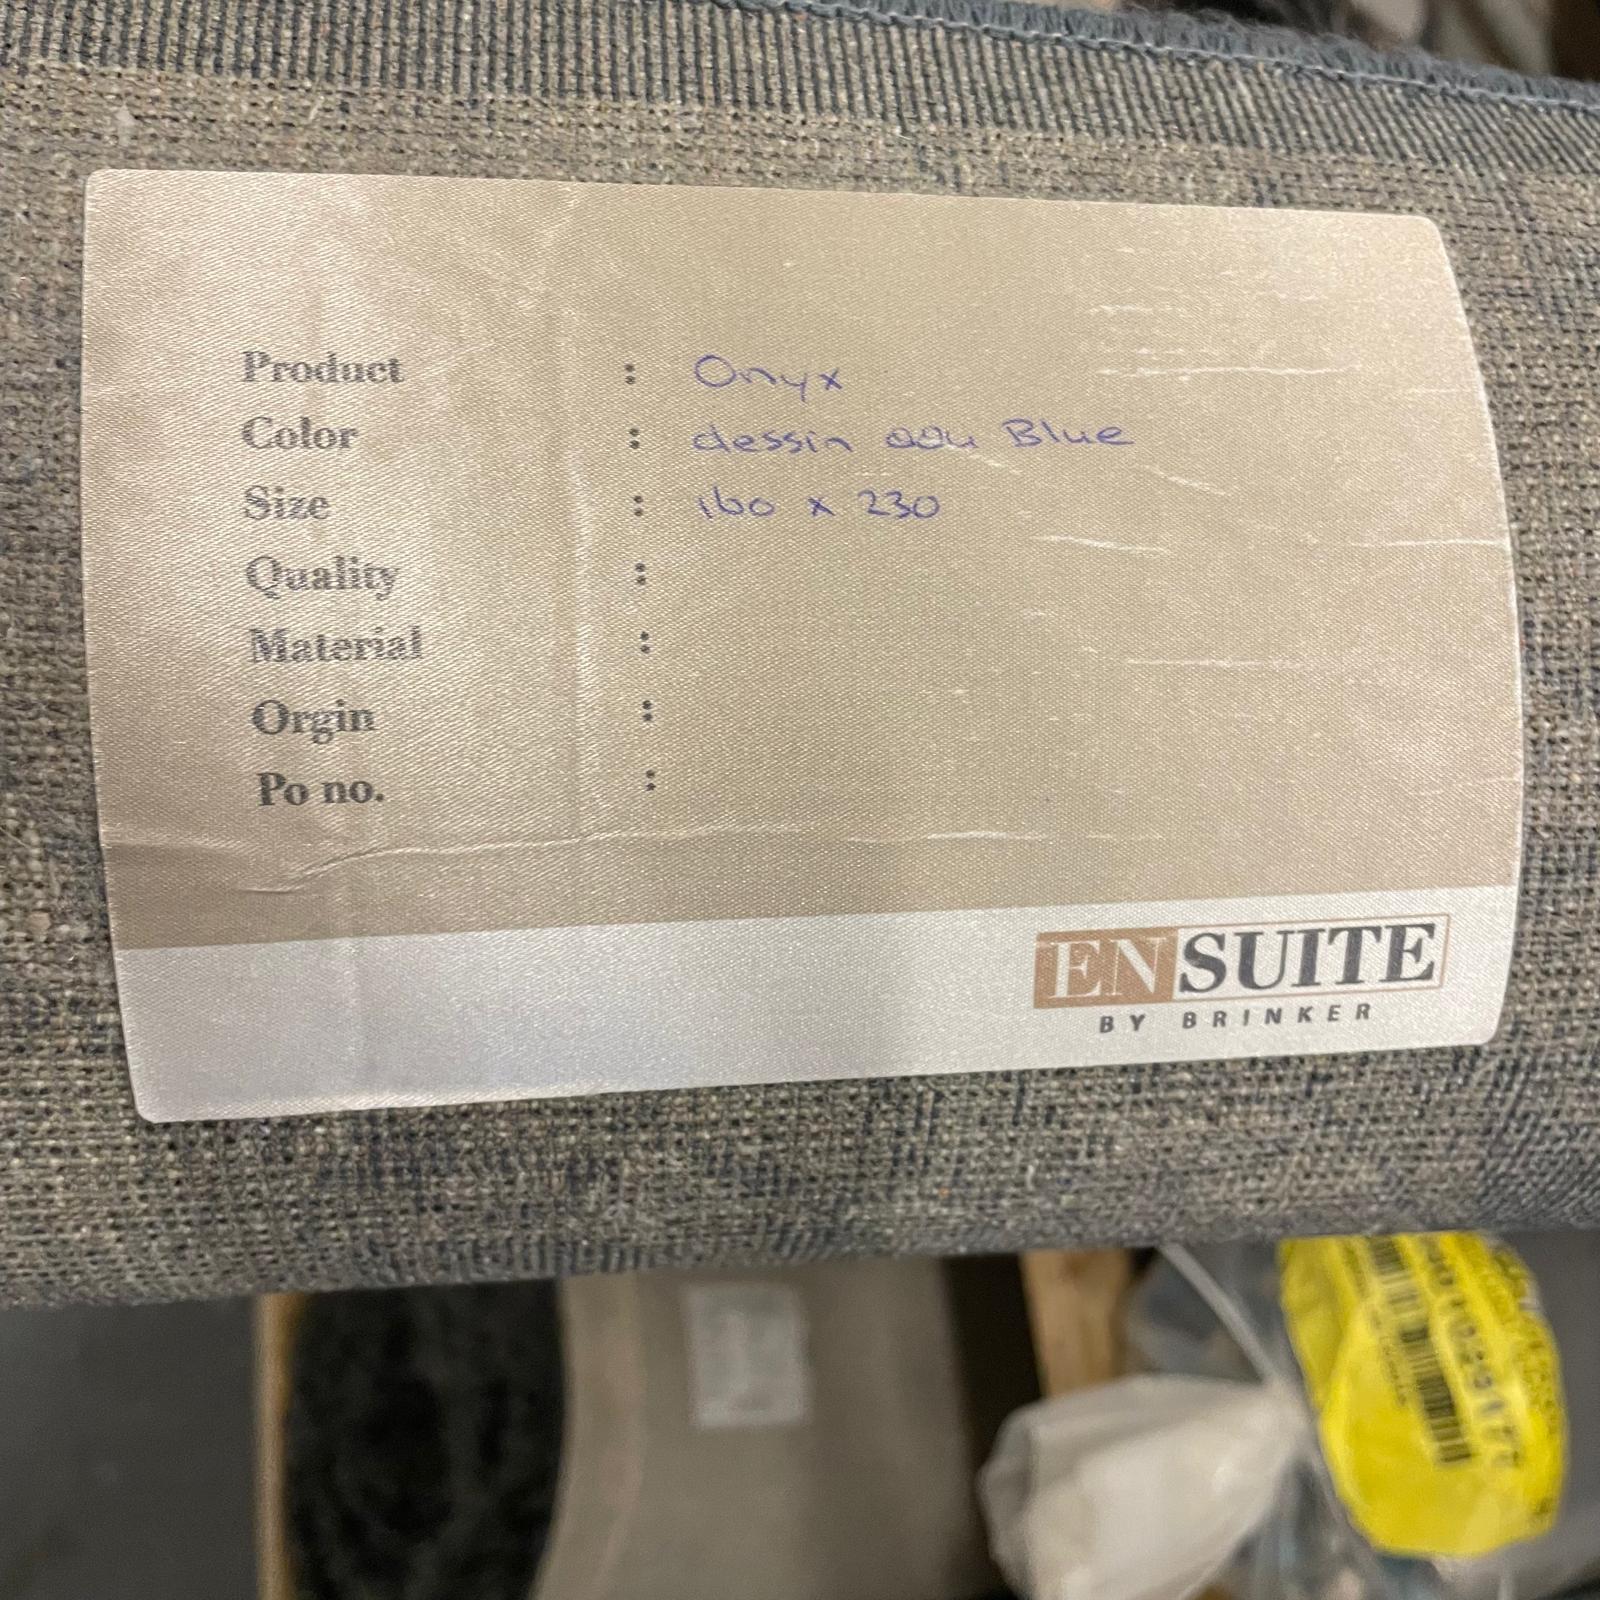 Product : Onyx
Color : dessin 004 Blue
Size : 160 x 230
Quality :
Material :
Orgin :
Po no. :
ENSUITE
BY BRINKER